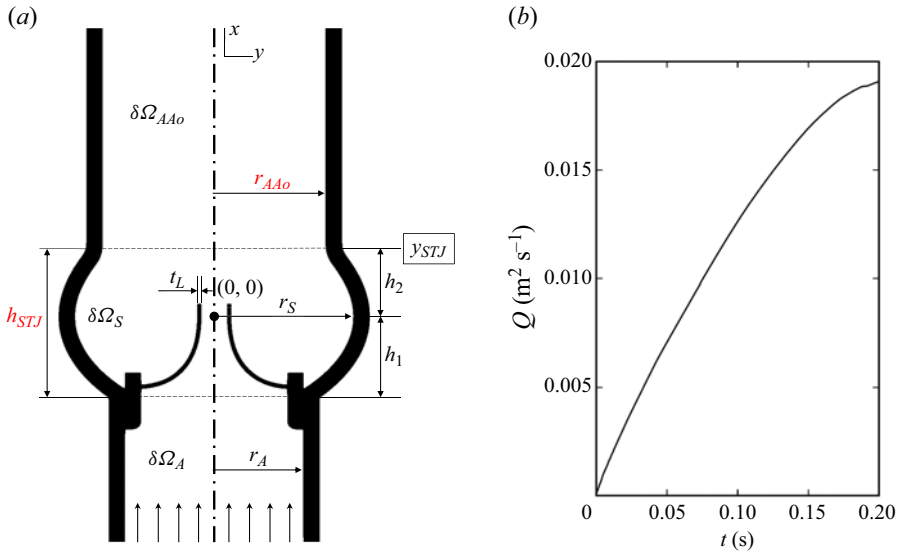 (a)
x
y
δΩ_AAo
r_AAo
y_STJ
t_L
(0, 0)
h_2
h_STJ
δΩ_S
r_S
h_1
δΩ_A
r_A
(b)
0.020
0.015
0.010
0.005
Q (m² s⁻¹)
0
0.05
0.10
0.15
0.20
t (s)